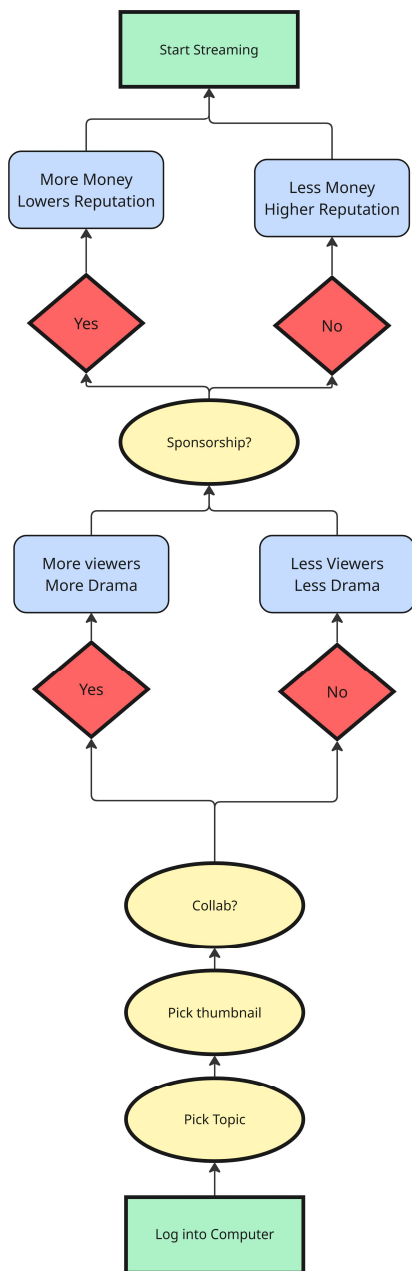 Start Streaming
More Money
Lowers Reputation
Less Money
Higher Reputation
Yes
No
Sponsorship?
More viewers
More Drama
Less Viewers
Less Drama
Yes
No
Collab?
Pick thumbnail
Pick Topic
Log into Computer